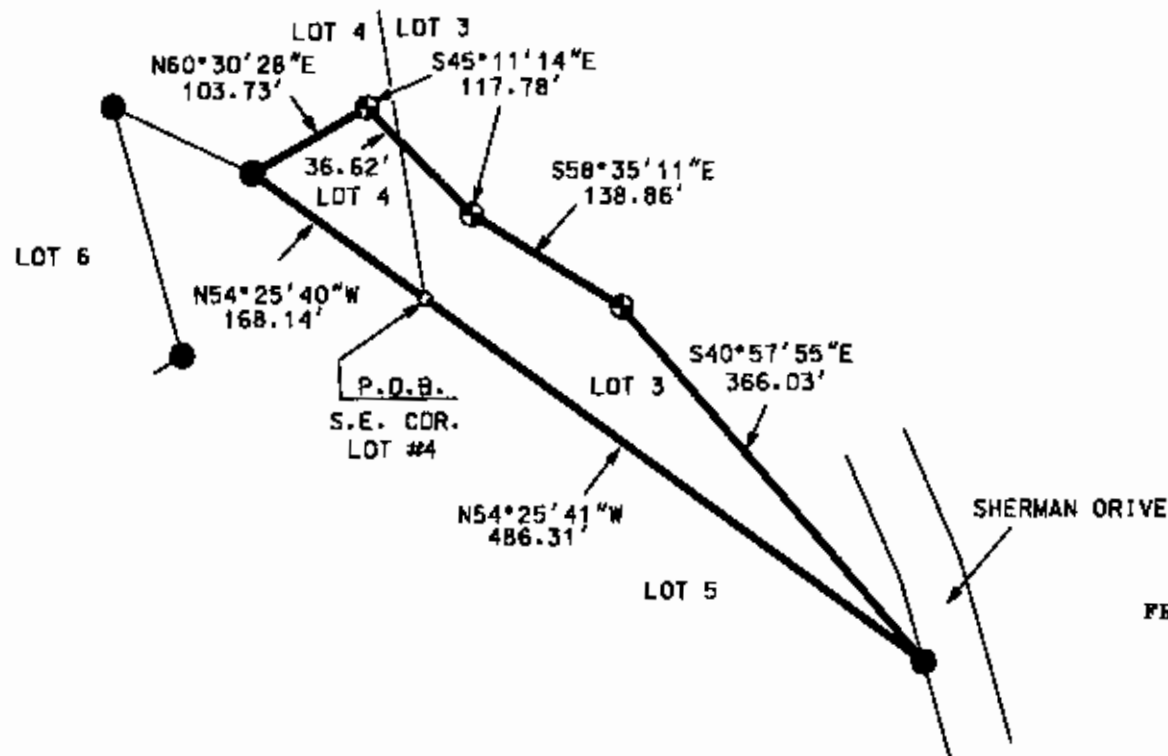 LOT 4
LOT 3
N60°30'28"E
103.73'
S45°11'14"E
117.78'
36.62'
LOT 4
S58°35'11"E
138.86'
LOT 6
N54°25'40"W
168.14'
S40°57'55"E
366.03'
LOT 3
P.O.B.
S.E. COR.
LOT #4
N54°25'41"W
486.31'
SHERMAN DRIVE
LOT 5